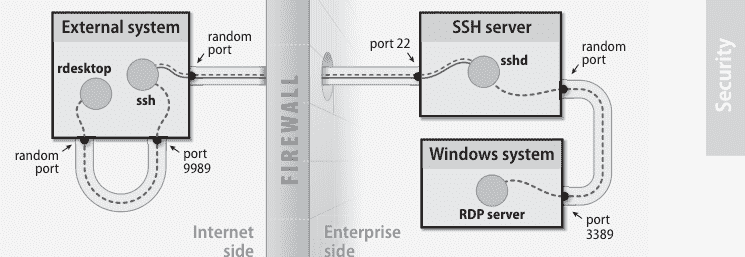 External system
rdesktop
ssh
random
port
random
port
port
9989
FIREWALL
Internet
side
Enterprise
side
port 22
SSH server
sshd
random
port
Windows system
RDP server
port
3389
Security